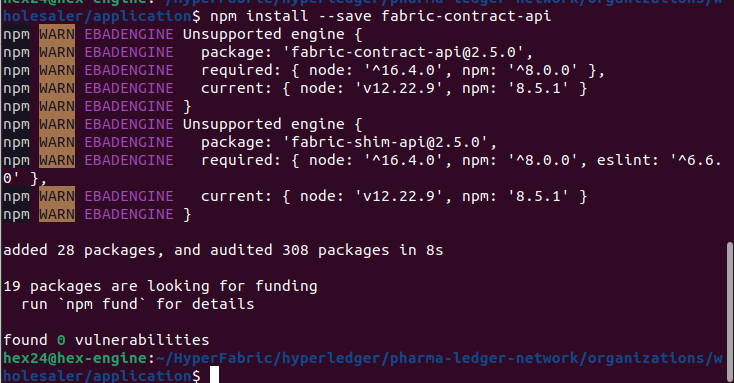 hex24@hex-engine:~/HyperFabric/hyperledger/pharma-ledger-network/organizations/w
holesaler/application$ npm install --save fabric-contract-api
npm WARN EBADENGINE Unsupported engine {
npm WARN EBADENGINE   package: 'fabric-contract-api@2.5.0',
npm WARN EBADENGINE   required: { node: '^16.4.0', npm: '^8.0.0' },
npm WARN EBADENGINE   current: { node: 'v12.22.9', npm: '8.5.1' }
npm WARN EBADENGINE }
npm WARN EBADENGINE Unsupported engine {
npm WARN EBADENGINE   package: 'fabric-shim-api@2.5.0',
npm WARN EBADENGINE   required: { node: '^16.4.0', npm: '^8.0.0', eslint: '^6.6.
0' },
npm WARN EBADENGINE   current: { node: 'v12.22.9', npm: '8.5.1' }
npm WARN EBADENGINE }
added 28 packages, and audited 308 packages in 8s
19 packages are looking for funding
  run `npm fund` for details
found 0 vulnerabilities
hex24@hex-engine:~/HyperFabric/hyperledger/pharma-ledger-network/organizations/w
holesaler/application$